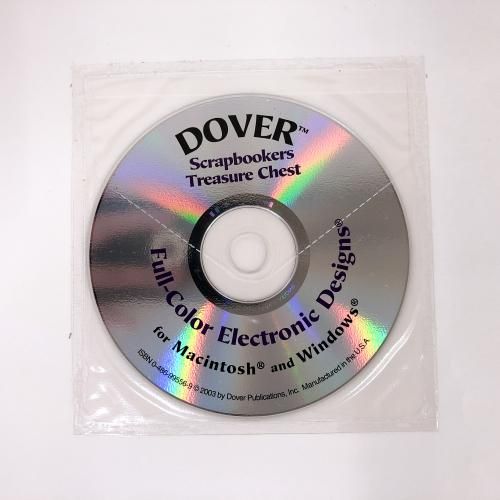 DOVER™
Scrapbookers
Treasure Chest
Full-Color Electronic Designs®
for Macintosh® and Windows®
ISBN 0-486-99556-9 © 2003 by Dover Publications, Inc. Manufactured in the U.S.A.